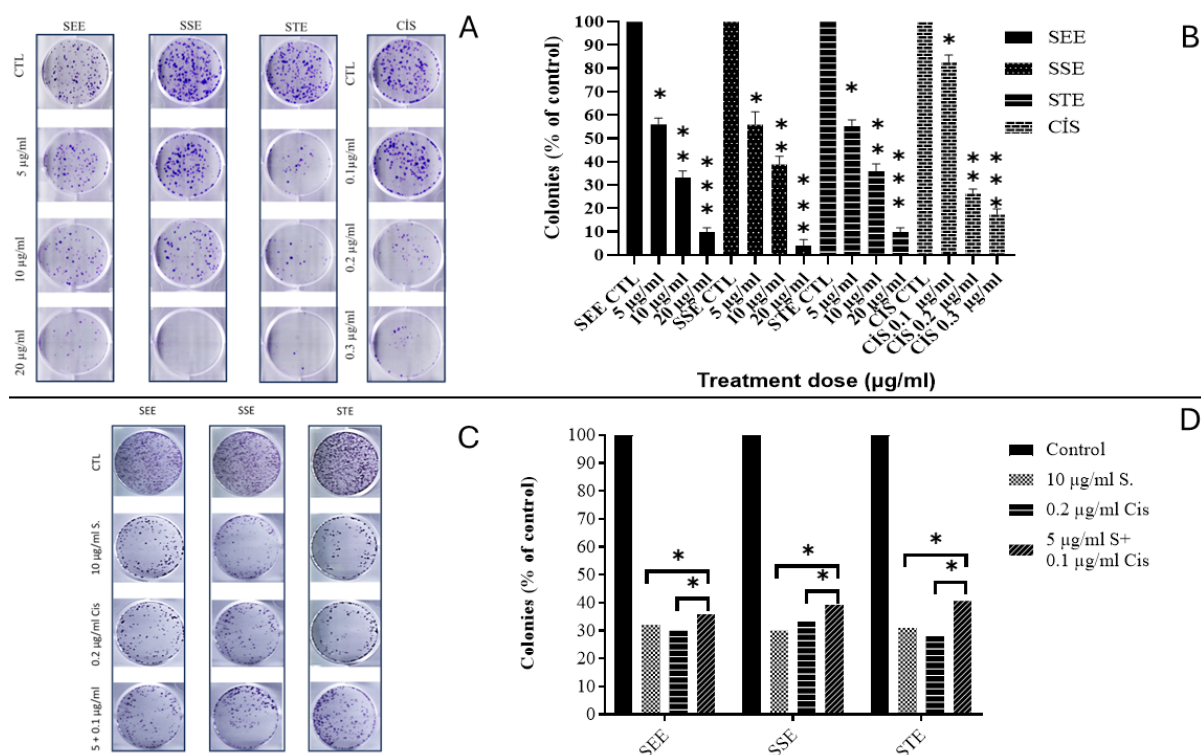 SEE SSE STE CİS
A
CTL
5 µg/ml
10 µg/ml
20 µg/ml
CTL
0.1µg/ml
0.2 µg/ml
0.3 µg/ml
B
Colonies (% of control)
100
90
80
70
60
50
40
30
20
10
0
* ** *** * ** *** * ** *** * ** ***
SEE
SSE
STE
CİS
SEE CTL
5 µg/ml
10 µg/ml
20 µg/ml
SSE CTL
5 µg/ml
10 µg/ml
20 µg/ml
STE CTL
5 µg/ml
10 µg/ml
20 µg/ml
CİS CTL
CİS 0.1 µg/ml
CİS 0.2 µg/ml
CİS 0.3 µg/ml
Treatment dose (µg/ml)
SEE SSE STE
C
CTL
10 µg/ml S.
0.2 µg/ml Cis
5 + 0.1 µg/ml
D
Colonies (% of control)
100
90
80
70
60
50
40
30
20
10
0
* * * * * *
Control
10 µg/ml S.
0.2 µg/ml Cis
5 µg/ml S+
0.1 µg/ml Cis
SEE
SSE
STE